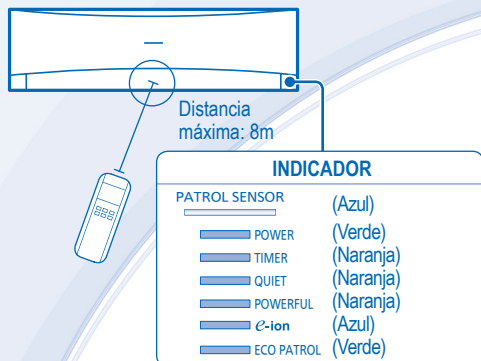 Distancia
máxima: 8m
INDICADOR
PATROL SENSOR (Azul)
POWER (Verde)
TIMER (Naranja)
QUIET (Naranja)
POWERFUL (Naranja)
e-ion (Azul)
ECO PATROL (Verde)